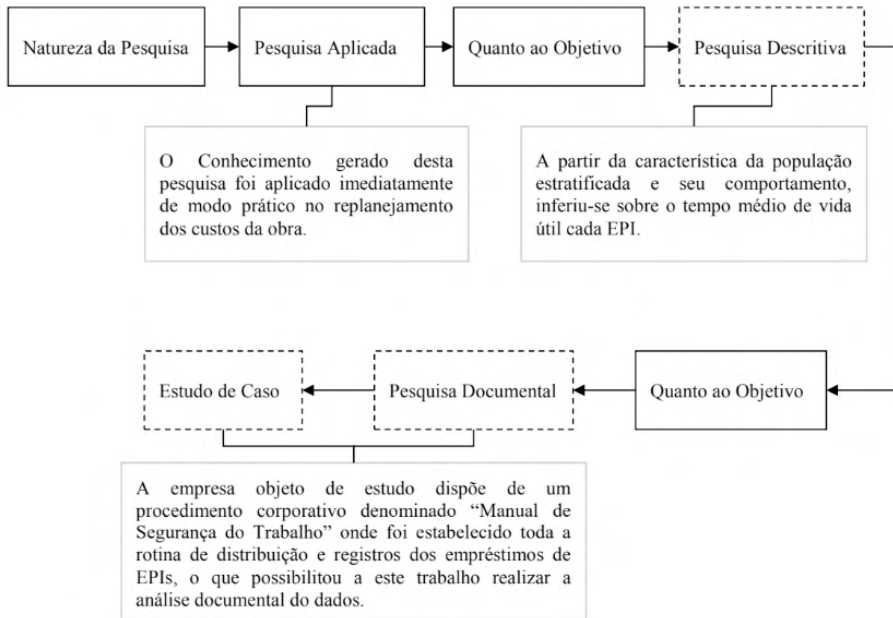 Natureza da Pesquisa
Pesquisa Aplicada
Quanto ao Objetivo
Pesquisa Descritiva
O Conhecimento gerado desta
pesquisa foi aplicado imediatamente
de modo prático no replanejamento
dos custos da obra.
A partir da característica da população
estratificada e seu comportamento,
inferiu-se sobre o tempo médio de vida
útil cada EPI.
Estudo de Caso
Pesquisa Documental
Quanto ao Objetivo
A empresa objeto de estudo dispõe de um
procedimento corporativo denominado “Manual de
Segurança do Trabalho” onde foi estabelecido toda a
rotina de distribuição e registros dos empréstimos de
EPIs, o que possibilitou a este trabalho realizar a
análise documental do dados.